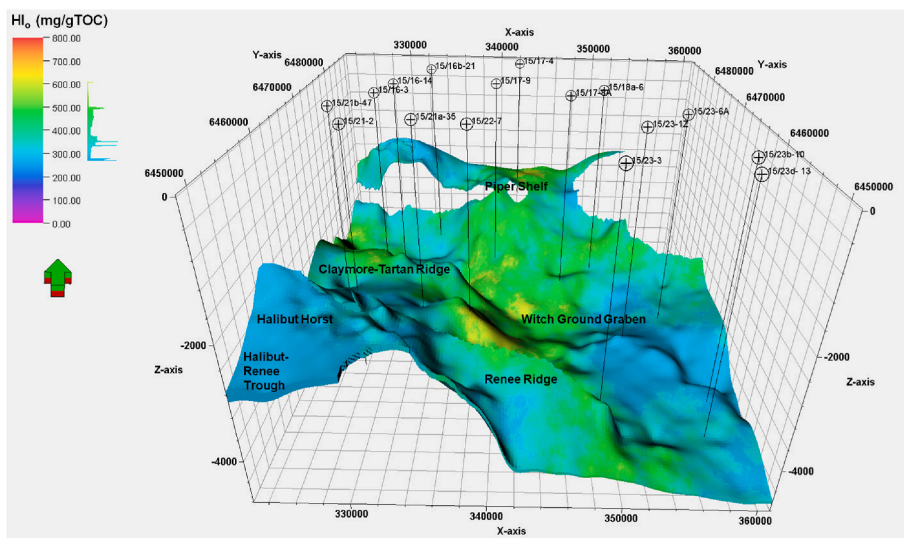 HIo (mg/gTOC)
800.00
700.00
600.00
500.00
400.00
300.00
200.00
100.00
0.00
X-axis
330000
340000
350000
360000
Y-axis
6480000
6470000
6460000
6450000
Y-axis
6480000
6470000
6460000
6450000
15/17-4
15/16b-21
15/16-14
15/17-9
15/18a-6
15/16-3
15/21b-47
15/23-6A
15/21-2
15/21a-35
15/22-7
15/23-12
15/23b-10
15/23-3
15/23d- 13
0
0
Piper Shelf
Claymore-Tartan Ridge
Halibut Horst
Witch Ground Graben
Halibut-
Renee
Trough
Renee Ridge
-2000
-2000
Z-axis
Z-axis
-4000
-4000
330000
340000
350000
360000
X-axis